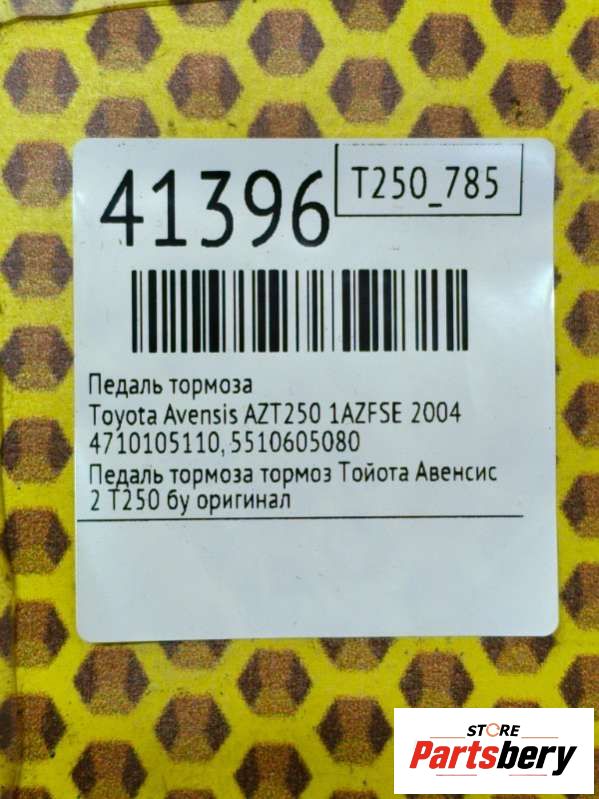 41396
T250_785
Педаль тормоза
Toyota Avensis AZT250 1AZFSE 2004
4710105110, 5510605080
Педаль тормоза тормоз Тойота Авенсис
2 Т250 бу оригинал
STORE
Partsbery